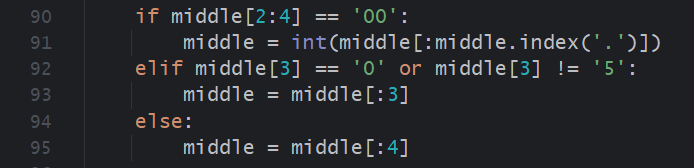 90 if middle[2:4] == '00':
91 middle = int(middle[:middle.index('.')])
92 elif middle[3] == '0' or middle[3] != '5':
93 middle = middle[:3]
94 else:
95 middle = middle[:4]